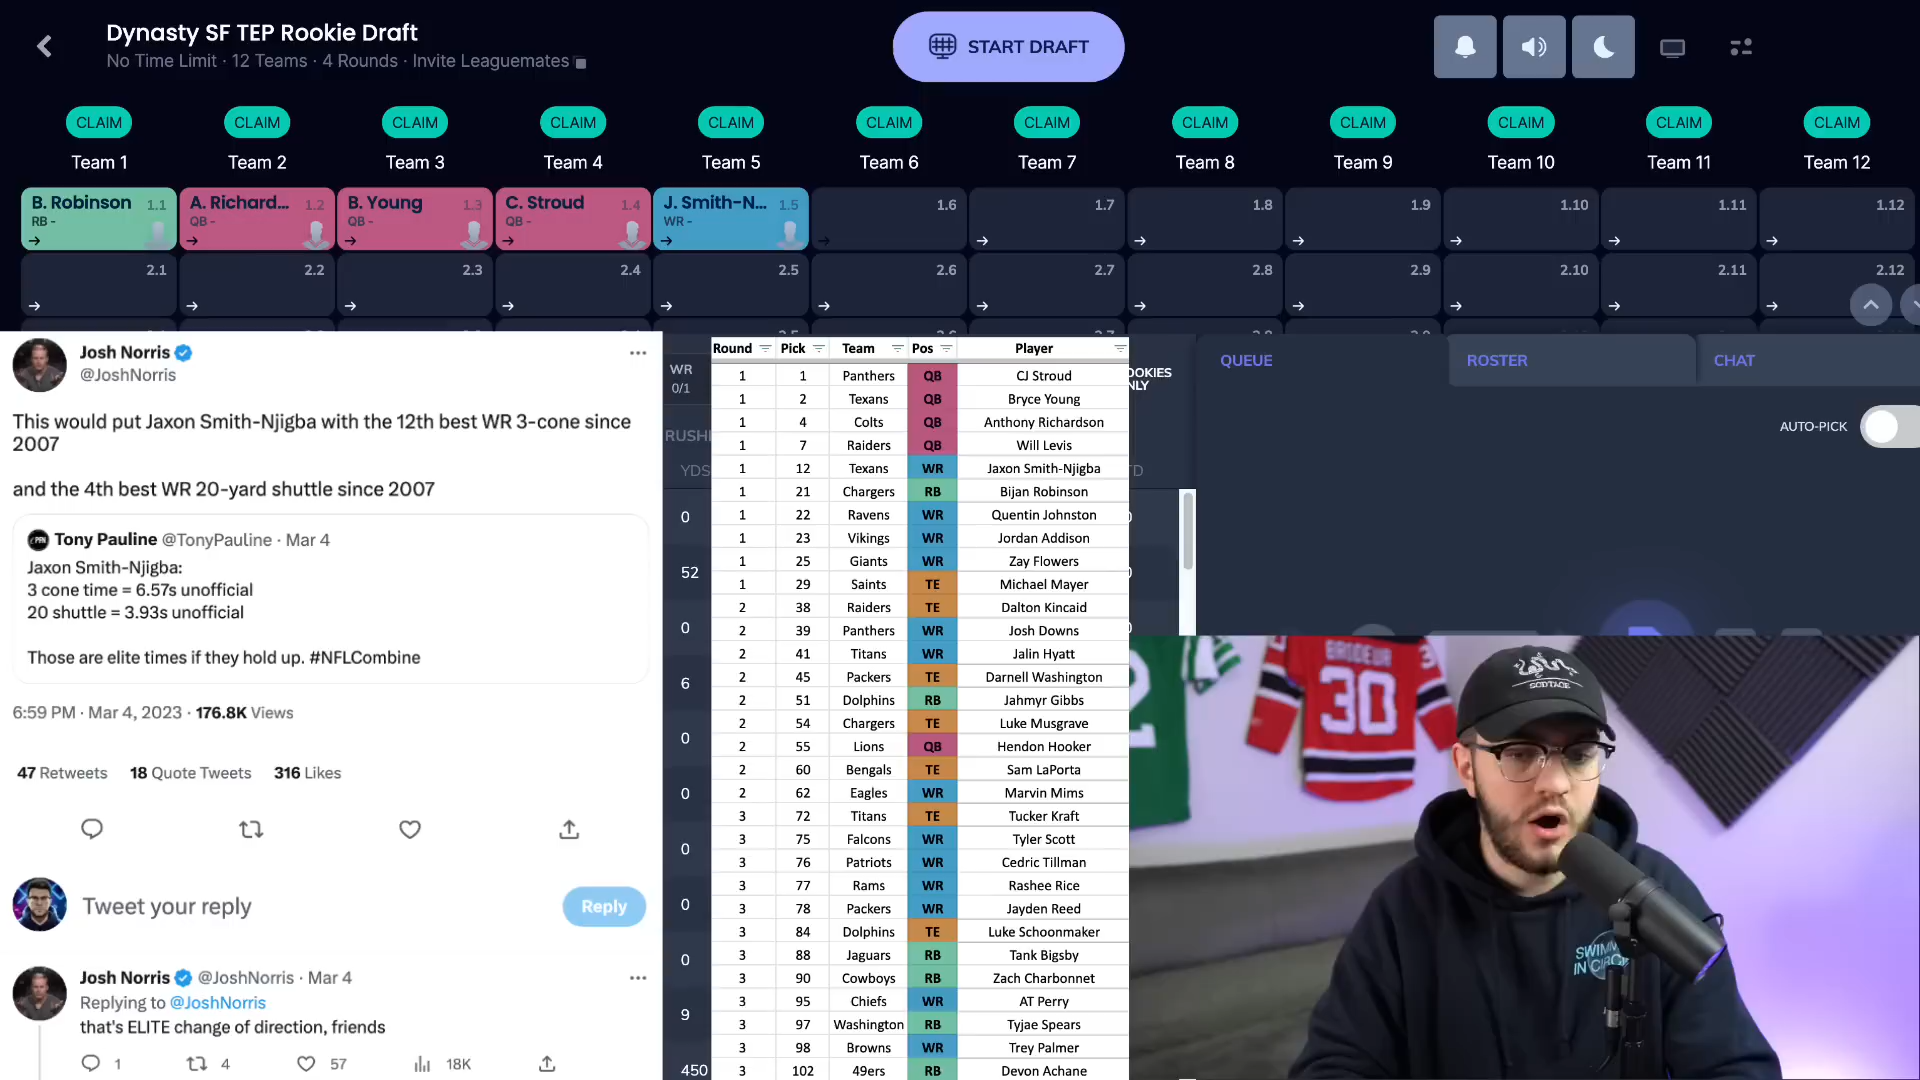 Dynasty SF TEP Rookie Draft
No Time Limit · 12 Teams · 4 Rounds · Invite Leaguemates
START DRAFT
CLAIM CLAIM CLAIM CLAIM CLAIM CLAIM CLAIM CLAIM CLAIM CLAIM CLAIM CLAIM
Team 1 Team 2 Team 3 Team 4 Team 5 Team 6 Team 7 Team 8 Team 9 Team 10 Team 11 Team 12
B. Robinson 1.1 A. Richard... 1.2 B. Young 1.3 C. Stroud 1.4 J. Smith-N... 1.5 1.6 1.7 1.8 1.9 1.10 1.11 1.12
RB - QB - QB - QB - WR -
2.1 2.2 2.3 2.4 2.5 2.6 2.7 2.8 2.9 2.10 2.11 2.12
Josh Norris
@JoshNorris
This would put Jaxon Smith-Njigba with the 12th best WR 3-cone since
2007
and the 4th best WR 20-yard shuttle since 2007
Tony Pauline @TonyPauline · Mar 4
Jaxon Smith-Njigba:
3 cone time = 6.57s unofficial
20 shuttle = 3.93s unofficial
Those are elite times if they hold up. #NFLCombine
6:59 PM · Mar 4, 2023 · 176.8K Views
47 Retweets 18 Quote Tweets 316 Likes
Tweet your reply
Reply
Josh Norris @JoshNorris · Mar 4
Replying to @JoshNorris
that's ELITE change of direction, friends
1 4 57 18K
WR
0/1
RUSHI
YDS
0
52
0
6
0
0
0
0
0
9
450
Round Pick Team Pos Player
1 1 Panthers QB CJ Stroud
1 2 Texans QB Bryce Young
1 4 Colts QB Anthony Richardson
1 7 Raiders QB Will Levis
1 12 Texans WR Jaxon Smith-Njigba
1 21 Chargers RB Bijan Robinson
1 22 Ravens WR Quentin Johnston
1 23 Vikings WR Jordan Addison
1 25 Giants WR Zay Flowers
1 29 Saints TE Michael Mayer
2 38 Raiders TE Dalton Kincaid
2 39 Panthers WR Josh Downs
2 41 Titans WR Jalin Hyatt
2 45 Packers TE Darnell Washington
2 51 Dolphins RB Jahmyr Gibbs
2 54 Chargers TE Luke Musgrave
2 55 Lions QB Hendon Hooker
2 60 Bengals TE Sam LaPorta
2 62 Eagles WR Marvin Mims
3 72 Titans TE Tucker Kraft
3 75 Falcons WR Tyler Scott
3 76 Patriots WR Cedric Tillman
3 77 Rams WR Rashee Rice
3 78 Packers WR Jayden Reed
3 84 Dolphins TE Luke Schoonmaker
3 88 Jaguars RB Tank Bigsby
3 90 Cowboys RB Zach Charbonnet
3 95 Chiefs WR AT Perry
3 97 Washington RB Tyjae Spears
3 98 Browns WR Trey Palmer
3 102 49ers RB Devon Achane
OOKIES
NLY
TD
QUEUE ROSTER CHAT
AUTO-PICK
BRODEUR
30
2
SWIMM
IN CIRC